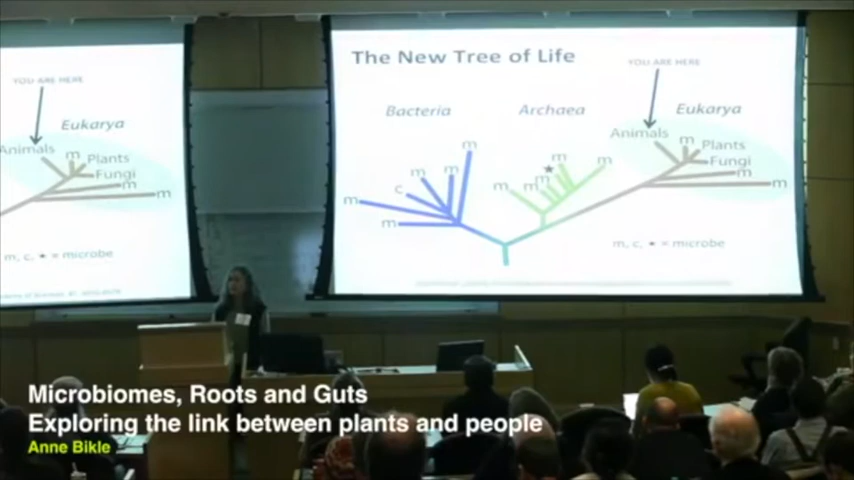 YOU ARE HERE
Eukarya
Animals
m
Plants
Fungi
m
m
m, c, ★ = microbe
The New Tree of Life
YOU ARE HERE
Bacteria
Archaea
Eukarya
Animals
m
m
m
m
m
c
m
m
m
m
m
m
★
m
Plants
Fungi
m
m
m, c, ★ = microbe
Microbiomes, Roots and Guts
Exploring the link between plants and people
Anne Bikle